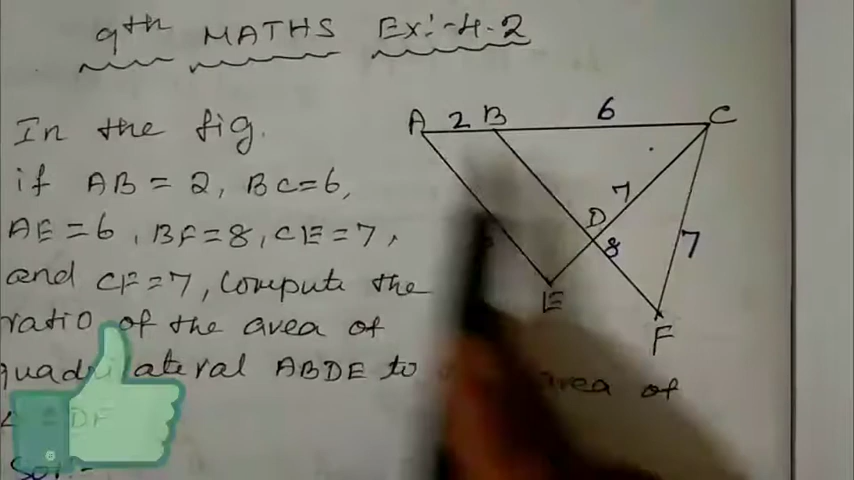 9th MATHS Ex:-4.2
In the fig.
if AB = 2, BC=6,
AE=6, BF=8, CE=7,
and CF=7, compute the
ratio of the area of
quadrilateral ABDE to area of
DF
Sol:-
A 2 B 6 C
7
D
8 7
E
F